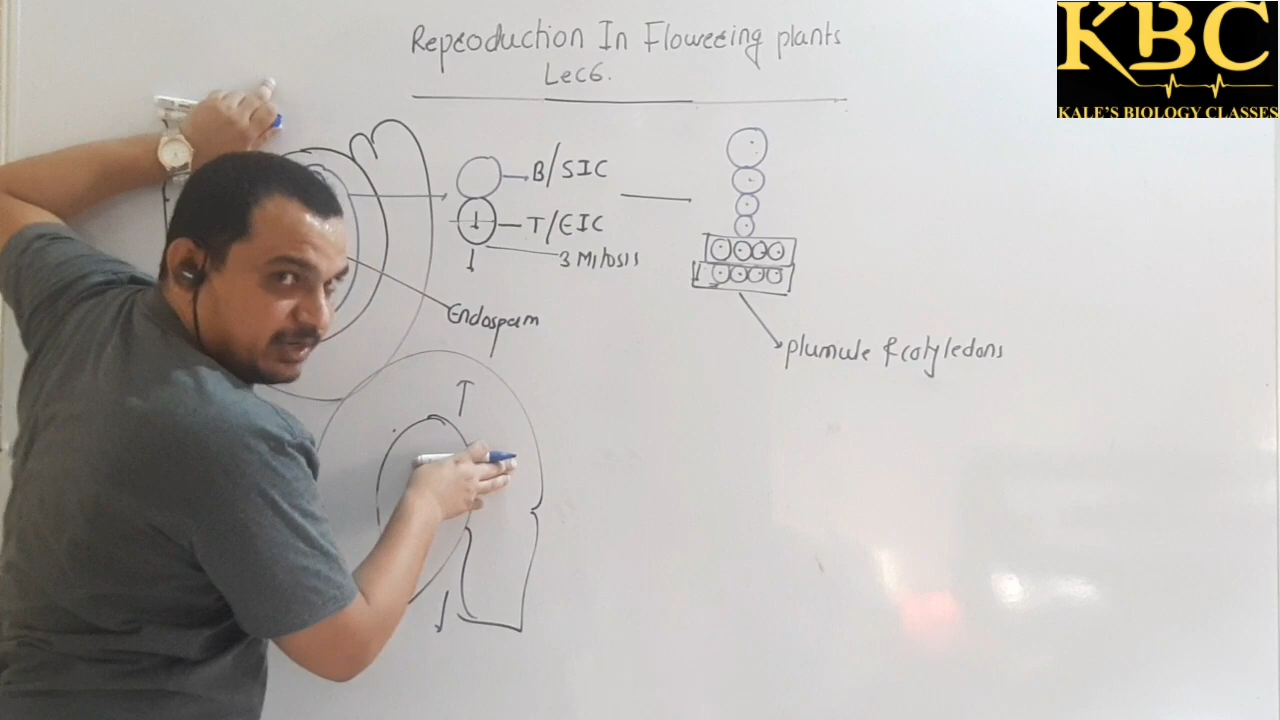 Reproduction In Flowering plants
Lec6.
KBC
KALE'S BIOLOGY CLASSES
B/SIC
T/EIC
3 Mitosis
Endosperm
plumule & cotyledons